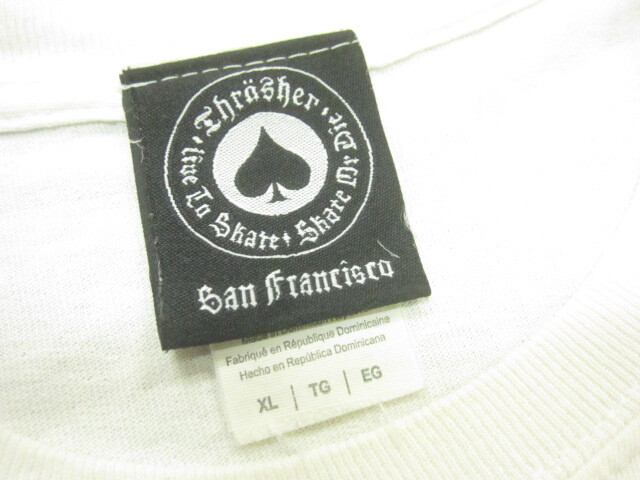 Thräsher
· live To Skate · Skate Or Die ·
San Francisco
Fabriqué en République Dominicaine
Hecho en República Dominicana
XL | TG | EG